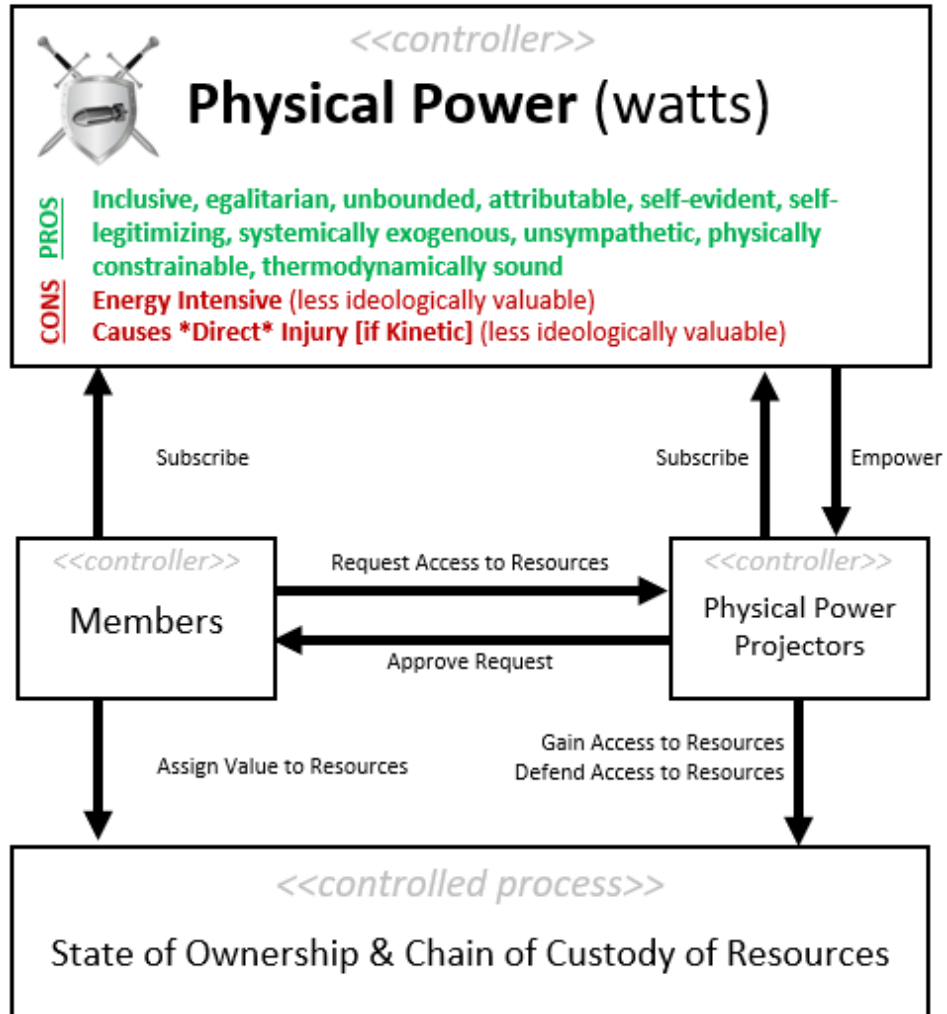 <<controller>>
Physical Power (watts)
PROS
Inclusive, egalitarian, unbounded, attributable, self-evident, self-
legitimizing, systemically exogenous, unsympathetic, physically
constrainable, thermodynamically sound
CONS
Energy Intensive (less ideologically valuable)
Causes *Direct* Injury [if Kinetic] (less ideologically valuable)
Subscribe
Subscribe
Empower
<<controller>>
Members
Request Access to Resources
Approve Request
<<controller>>
Physical Power
Projectors
Assign Value to Resources
Gain Access to Resources
Defend Access to Resources
<<controlled process>>
State of Ownership & Chain of Custody of Resources